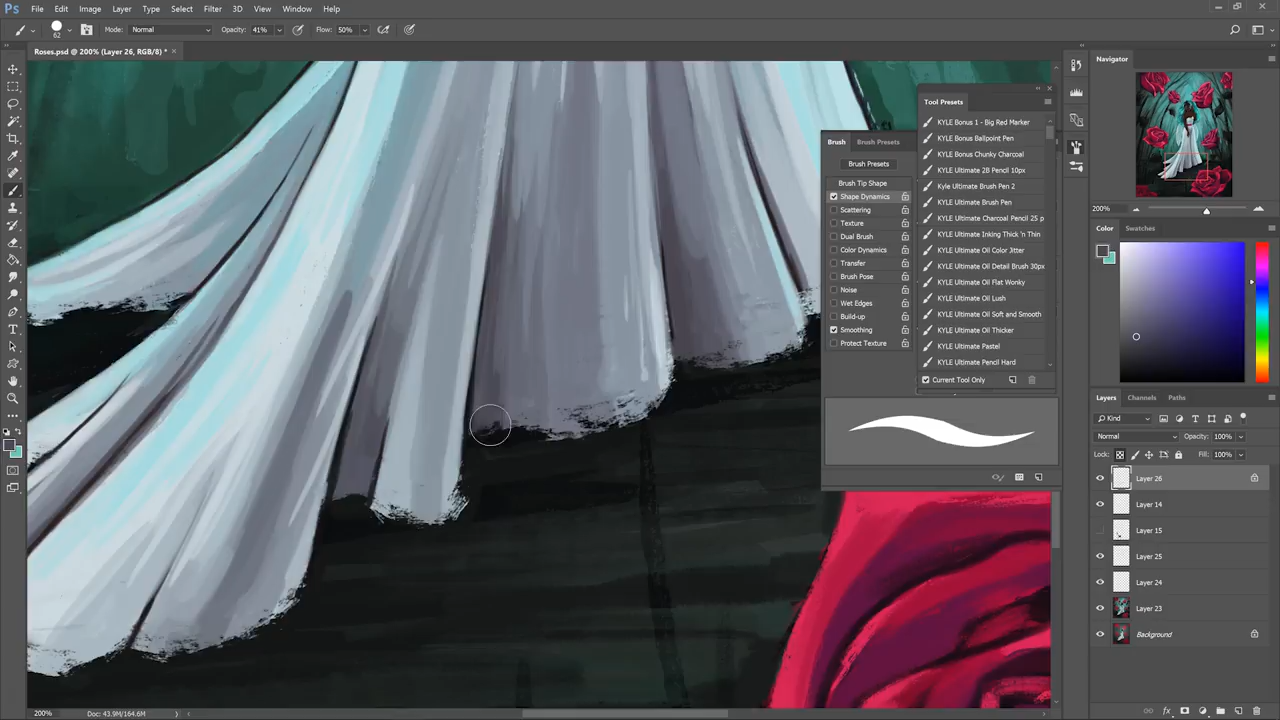 Ps File Edit Image Layer Type Select Filter 3D View Window Help
62 Mode: Normal Opacity: 41% Flow: 50%
Roses.psd @ 200% (Layer 26, RGB/8) * ×
Navigator
200%
Color Swatches
Layers Channels Paths
Kind
Normal Opacity: 100%
Lock: Fill: 100%
Layer 26
Layer 14
Layer 15
Layer 25
Layer 24
Layer 23
Background
Tool Presets
KYLE Bonus 1 - Big Red Marker
KYLE Bonus Ballpoint Pen
KYLE Bonus Chunky Charcoal
KYLE Ultimate 2B Pencil 10px
Kyle Ultimate Brush Pen 2
KYLE Ultimate Brush Pen
KYLE Ultimate Charcoal Pencil 25 p
KYLE Ultimate Inking Thick 'n Thin
KYLE Ultimate Oil Color Jitter
KYLE Ultimate Oil Detail Brush 30px
KYLE Ultimate Oil Flat Wonky
KYLE Ultimate Oil Lush
KYLE Ultimate Oil Soft and Smooth
KYLE Ultimate Oil Thicker
KYLE Ultimate Pastel
KYLE Ultimate Pencil Hard
Current Tool Only
Brush Brush Presets
Brush Presets
Brush Tip Shape
Shape Dynamics
Scattering
Texture
Dual Brush
Color Dynamics
Transfer
Brush Pose
Noise
Wet Edges
Build-up
Smoothing
Protect Texture
200% Doc: 43.9M/164.6M